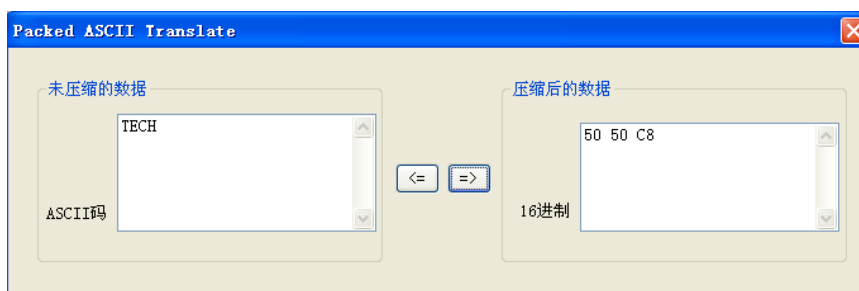 Packed ASCII Translate
未压缩的数据
TECH
ASCII码
<=
=>
压缩后的数据
50 50 C8
16进制